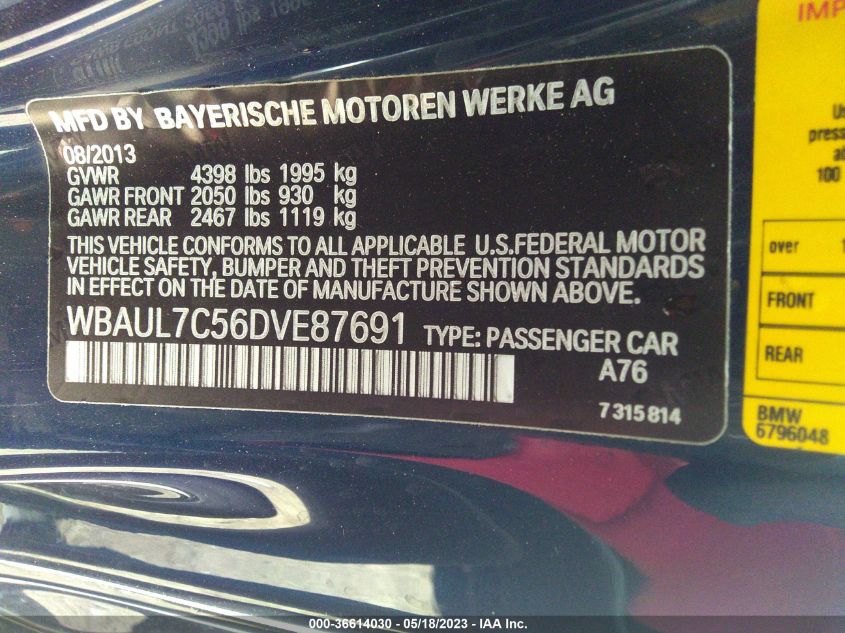 MFD BY BAYERISCHE MOTOREN WERKE AG
08/2013
GVWR 4398 lbs 1995 kg
GAWR FRONT 2050 lbs 930 kg
GAWR REAR 2467 lbs 1119 kg
THIS VEHICLE CONFORMS TO ALL APPLICABLE U.S.FEDERAL MOTOR
VEHICLE SAFETY, BUMPER AND THEFT PREVENTION STANDARDS
IN EFFECT ON THE DATE OF MANUFACTURE SHOWN ABOVE.
WBAUL7C56DVE87691 TYPE: PASSENGER CAR
A76
7 315 814
IMP
press
100
over
FRONT
REAR
BMW
6796048
000-36614030 - 05/18/2023 - IAA Inc.